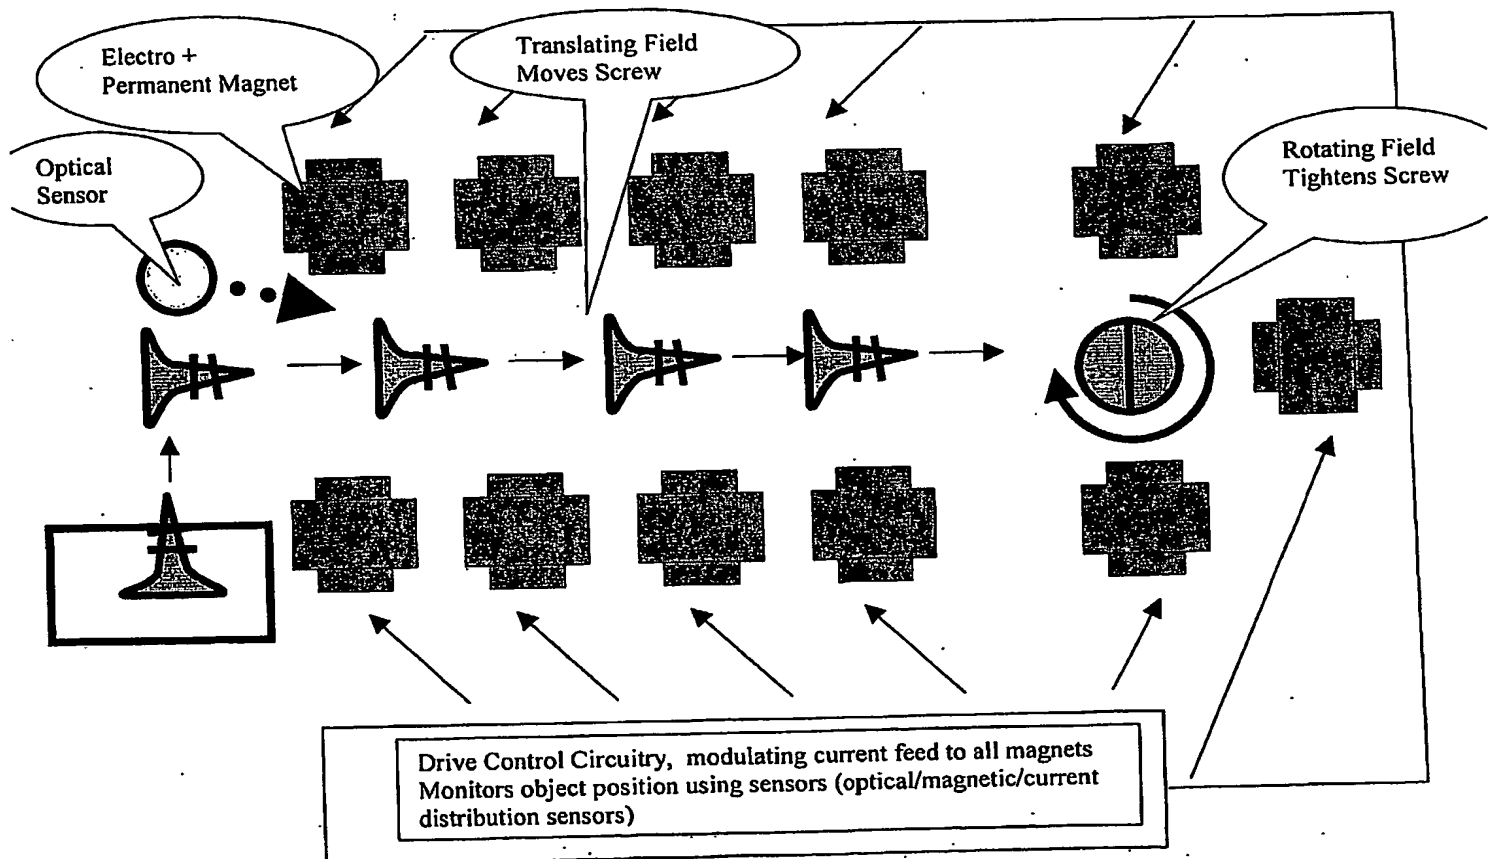 Electro +
Permanent Magnet
Translating Field
Moves Screw
Optical
Sensor
Rotating Field
Tightens Screw
Drive Control Circuitry, modulating current feed to all magnets
Monitors object position using sensors (optical/magnetic/current
distribution sensors)